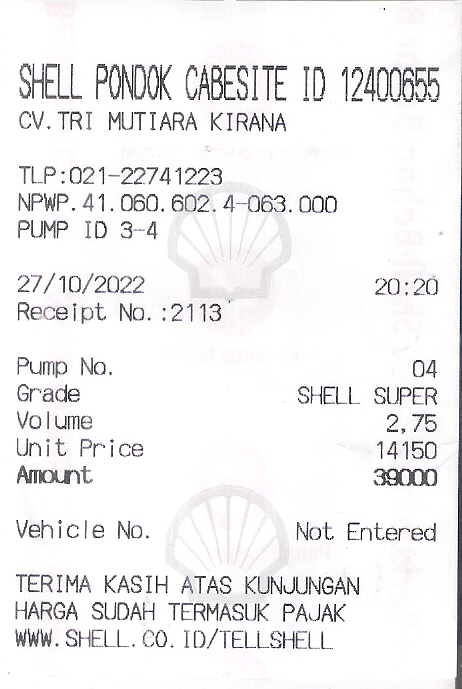 SHELL PONDOK CABESITE ID 12400655
CV.TRI MUTIARA KIRANA
TLP:021-22741223
NPWP.41.060.602.4-063.000
PUMP ID 3-4
27/10/2022 20:20
Receipt No.:2113
Pump No. 04
Grade SHELL SUPER
Volume 2,75
Unit Price 14150
Amount 39000
Vehicle No. Not Entered
TERIMA KASIH ATAS KUNJUNGAN
HARGA SUDAH TERMASUK PAJAK
WWW.SHELL.CO.ID/TELLSHELL